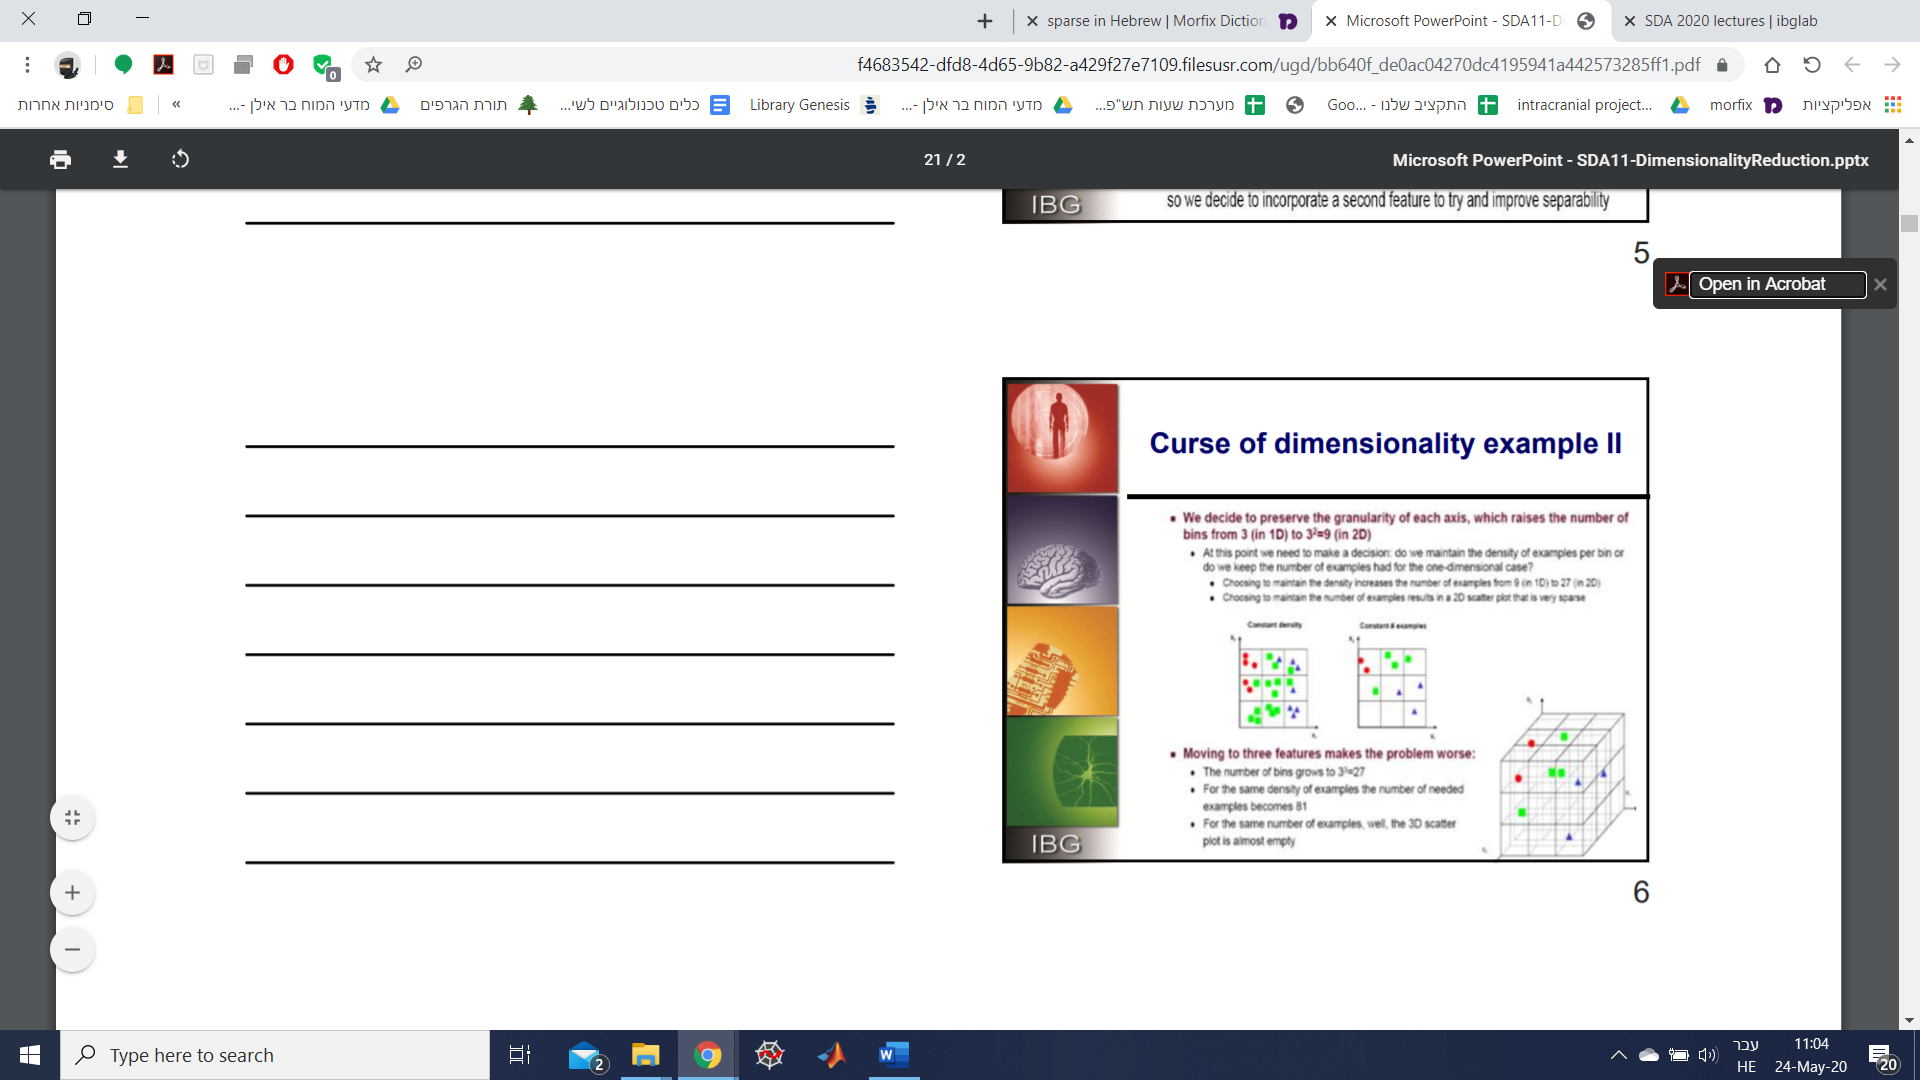 sparse in Hebrew | Morfix Diction
Microsoft PowerPoint - SDA11-D
SDA 2020 lectures | ibglab
0
f4683542-dfd8-4d65-9b82-a429f27e7109.filesusr.com/ugd/bb640f_de0ac04270dc4195941a442573285ff1.pdf
סימניות אחרות
«
מדעי המוח בר אילן -...
תורת הגרפים
כלים טכנולוגיים לשי...
Library Genesis
מדעי המוח בר אילן -...
מערכת שעות תש"פ...
התקציב שלנו - Goo...
intracranial project...
morfix
אפליקציות
21 / 2
Microsoft PowerPoint - SDA11-DimensionalityReduction.pptx
IBG
so we decide to incorporate a second feature to try and improve separability
5
Open in Acrobat
Curse of dimensionality example II
We decide to preserve the granularity of each axis, which raises the number of
bins from 3 (in 1D) to 3²=9 (in 2D)
At this point we need to make a decision: do we maintain the density of examples per bin or
do we keep the number of examples had for the one-dimensional case?
Choosing to maintain the density increases the number of examples from 9 (in 1D) to 27 (in 2D)
Choosing to maintain the number of examples results in a 2D scatter plot that is very sparse
Constant density
Constant # examples
Moving to three features makes the problem worse:
The number of bins grows to 3³=27
For the same density of examples the number of needed
examples becomes 81
For the same number of examples, well, the 3D scatter
plot is almost empty
IBG
6
Type here to search
2
עבר
HE
11:04
24-May-20
20